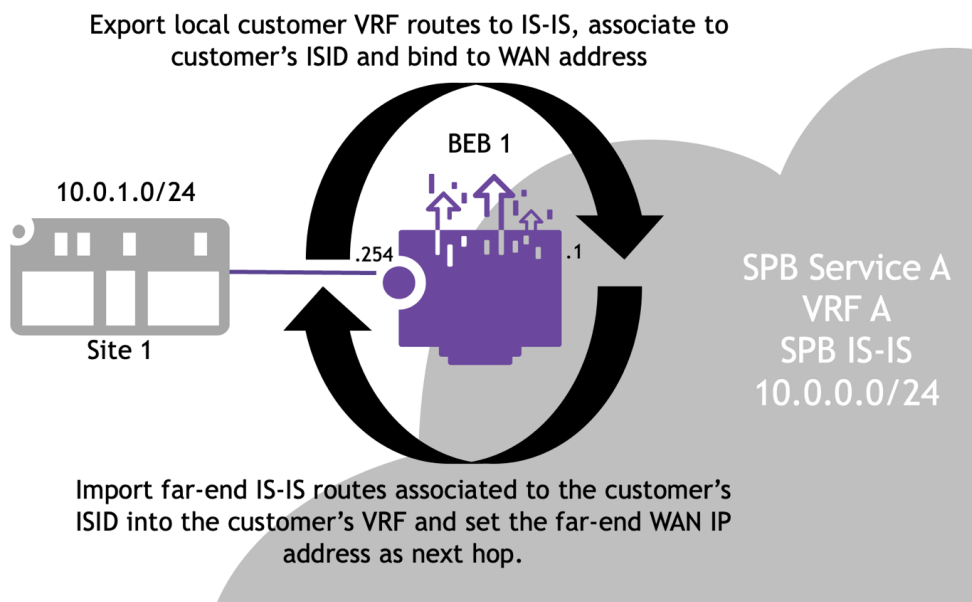 Export local customer VRF routes to IS-IS, associate to
customer's ISID and bind to WAN address
BEB 1
10.0.1.0/24
.254
.1
SPB Service A
VRF A
SPB IS-IS
10.0.0.0/24
Site 1
Import far-end IS-IS routes associated to the customer's
ISID into the customer's VRF and set the far-end WAN IP
address as next hop.